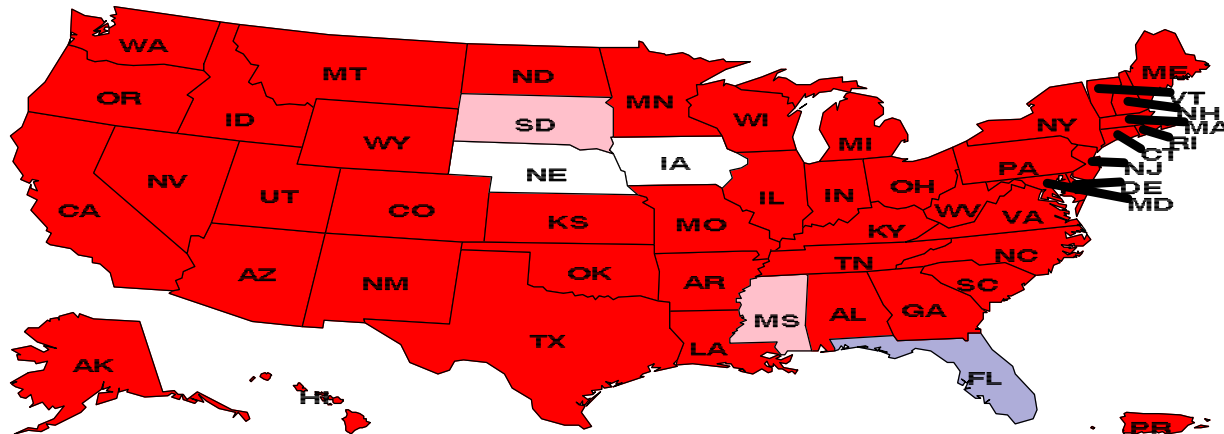 WA
MT
ND
MN
ME
OR
ID
SD
WI
VT
NH
WY
MI
NY
MA
RI
CT
NV
NE
IA
PA
NJ
UT
IL
IN
OH
DE
CA
CO
MD
KS
MO
KY
WV
VA
AZ
NM
OK
AR
TN
NC
SC
TX
MS
AL
GA
LA
AK
FL
HI
PR